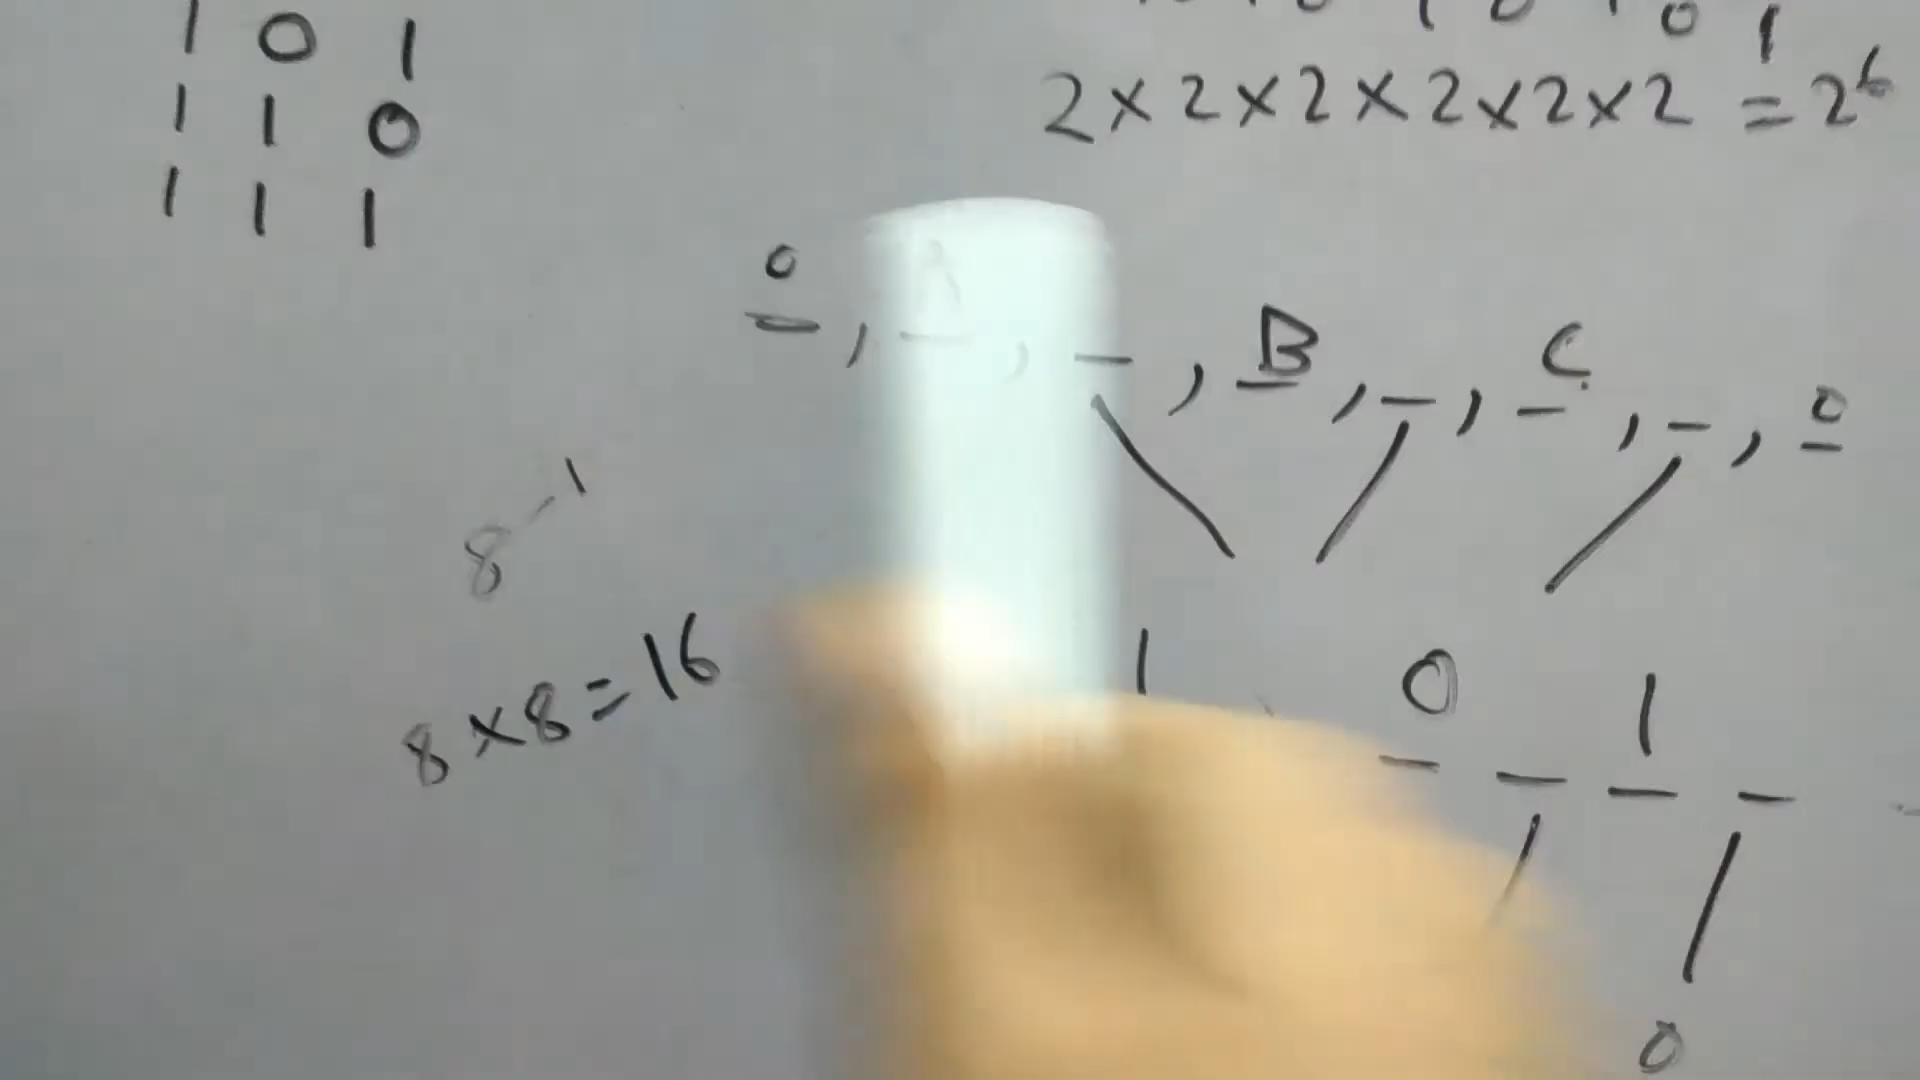 1 0 1
1 1 0
1 1 1
2 × 2 × 2 × 2 × 2 × 2 = 2⁶
0, A, _, B, _, C, _, 0
8⁻¹
8 × 8 = 16
1 0 1
0